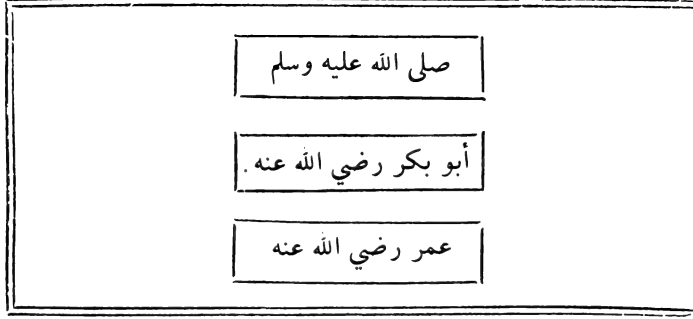 صلى الله عليه وسلم
أبو بكر رضي الله عنه.
عمر رضي الله عنه